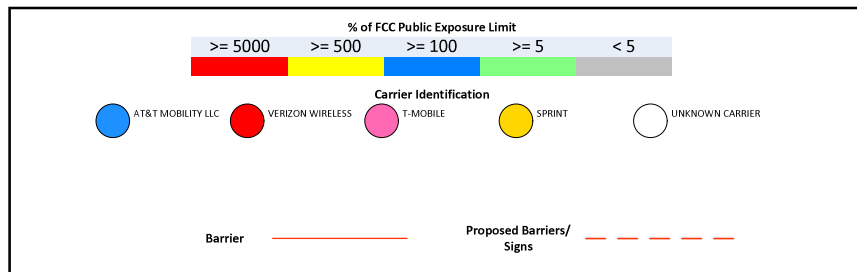 % of FCC Public Exposure Limit
>= 5000 >= 500 >= 100 >= 5 < 5
Carrier Identification
AT&T MOBILITY LLC VERIZON WIRELESS T-MOBILE SPRINT UNKNOWN CARRIER
Barrier
Proposed Barriers/
Signs